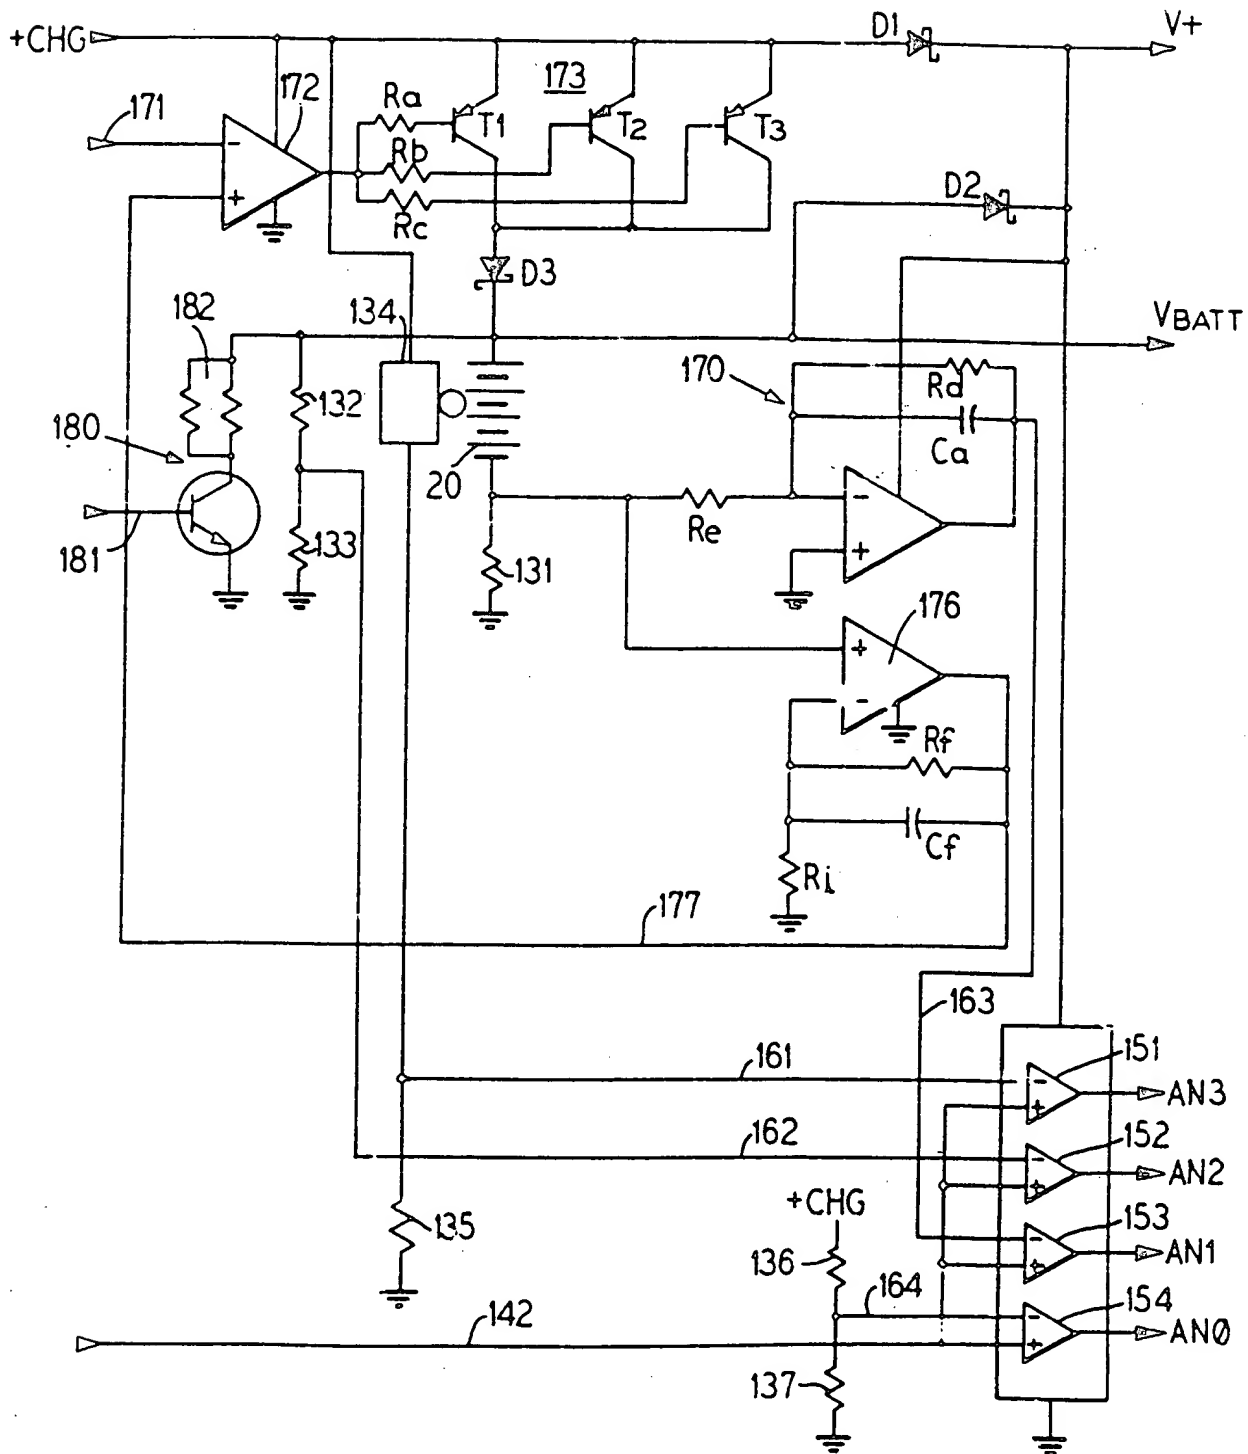 +CHG
D1
V+
171
172
Ra
173
T1
T2
T3
Rb
Rc
-
+
D2
D3
182
134
VBATT
170
Rd
132
Ca
180
20
Re
-
+
181
133
131
176
+
-
Rf
Cf
Ri
177
163
161
151
-
+
AN3
162
152
-
+
AN2
+CHG
135
153
-
+
AN1
136
164
154
-
+
AN0
142
137